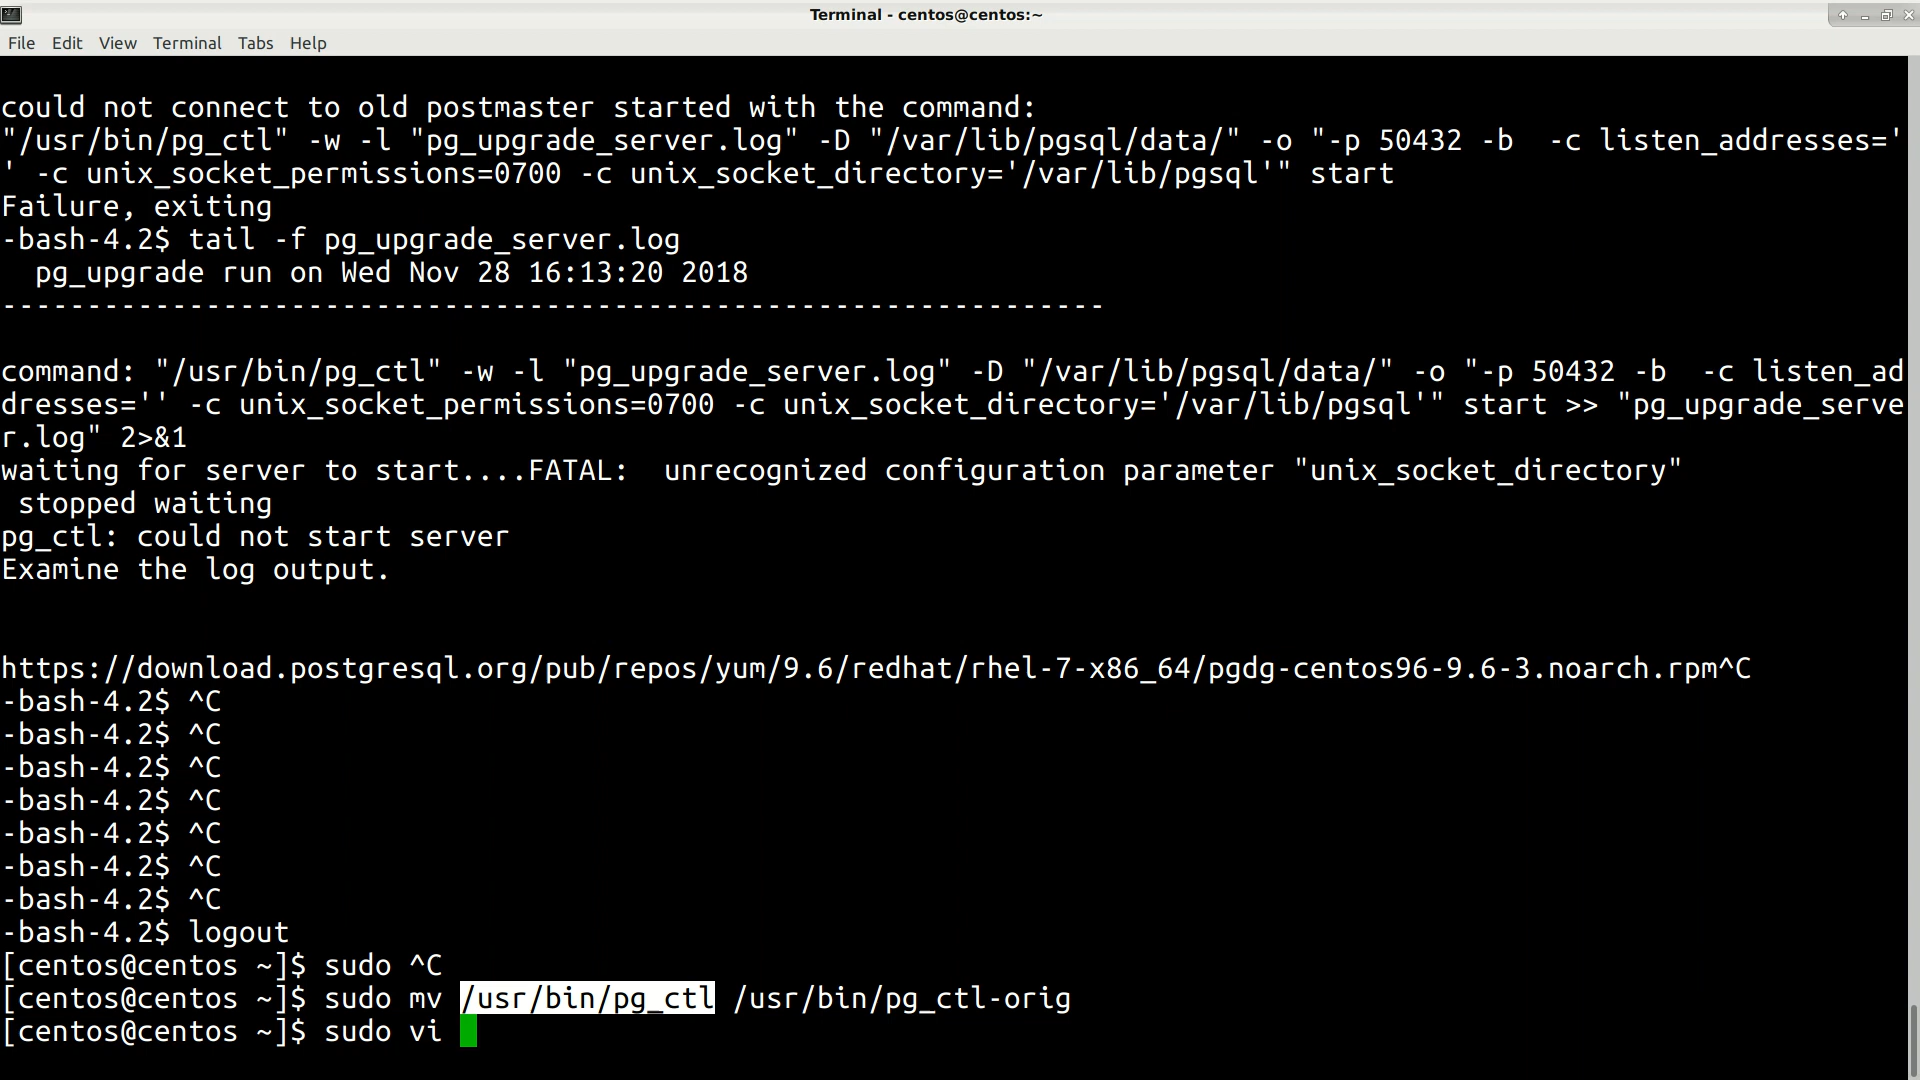 Terminal - centos@centos:~
File Edit View Terminal Tabs Help
could not connect to old postmaster started with the command:
"/usr/bin/pg_ctl" -w -l "pg_upgrade_server.log" -D "/var/lib/pgsql/data/" -o "-p 50432 -b  -c listen_addresses='
' -c unix_socket_permissions=0700 -c unix_socket_directory='/var/lib/pgsql'" start
Failure, exiting
-bash-4.2$ tail -f pg_upgrade_server.log
  pg_upgrade run on Wed Nov 28 16:13:20 2018
-----------------------------------------------------------------
command: "/usr/bin/pg_ctl" -w -l "pg_upgrade_server.log" -D "/var/lib/pgsql/data/" -o "-p 50432 -b  -c listen_ad
dresses='' -c unix_socket_permissions=0700 -c unix_socket_directory='/var/lib/pgsql'" start >> "pg_upgrade_serve
r.log" 2>&1
waiting for server to start....FATAL:  unrecognized configuration parameter "unix_socket_directory"
 stopped waiting
pg_ctl: could not start server
Examine the log output.
https://download.postgresql.org/pub/repos/yum/9.6/redhat/rhel-7-x86_64/pgdg-centos96-9.6-3.noarch.rpm^C
-bash-4.2$ ^C
-bash-4.2$ ^C
-bash-4.2$ ^C
-bash-4.2$ ^C
-bash-4.2$ ^C
-bash-4.2$ ^C
-bash-4.2$ ^C
-bash-4.2$ logout
[centos@centos ~]$ sudo ^C
[centos@centos ~]$ sudo mv /usr/bin/pg_ctl /usr/bin/pg_ctl-orig
[centos@centos ~]$ sudo vi